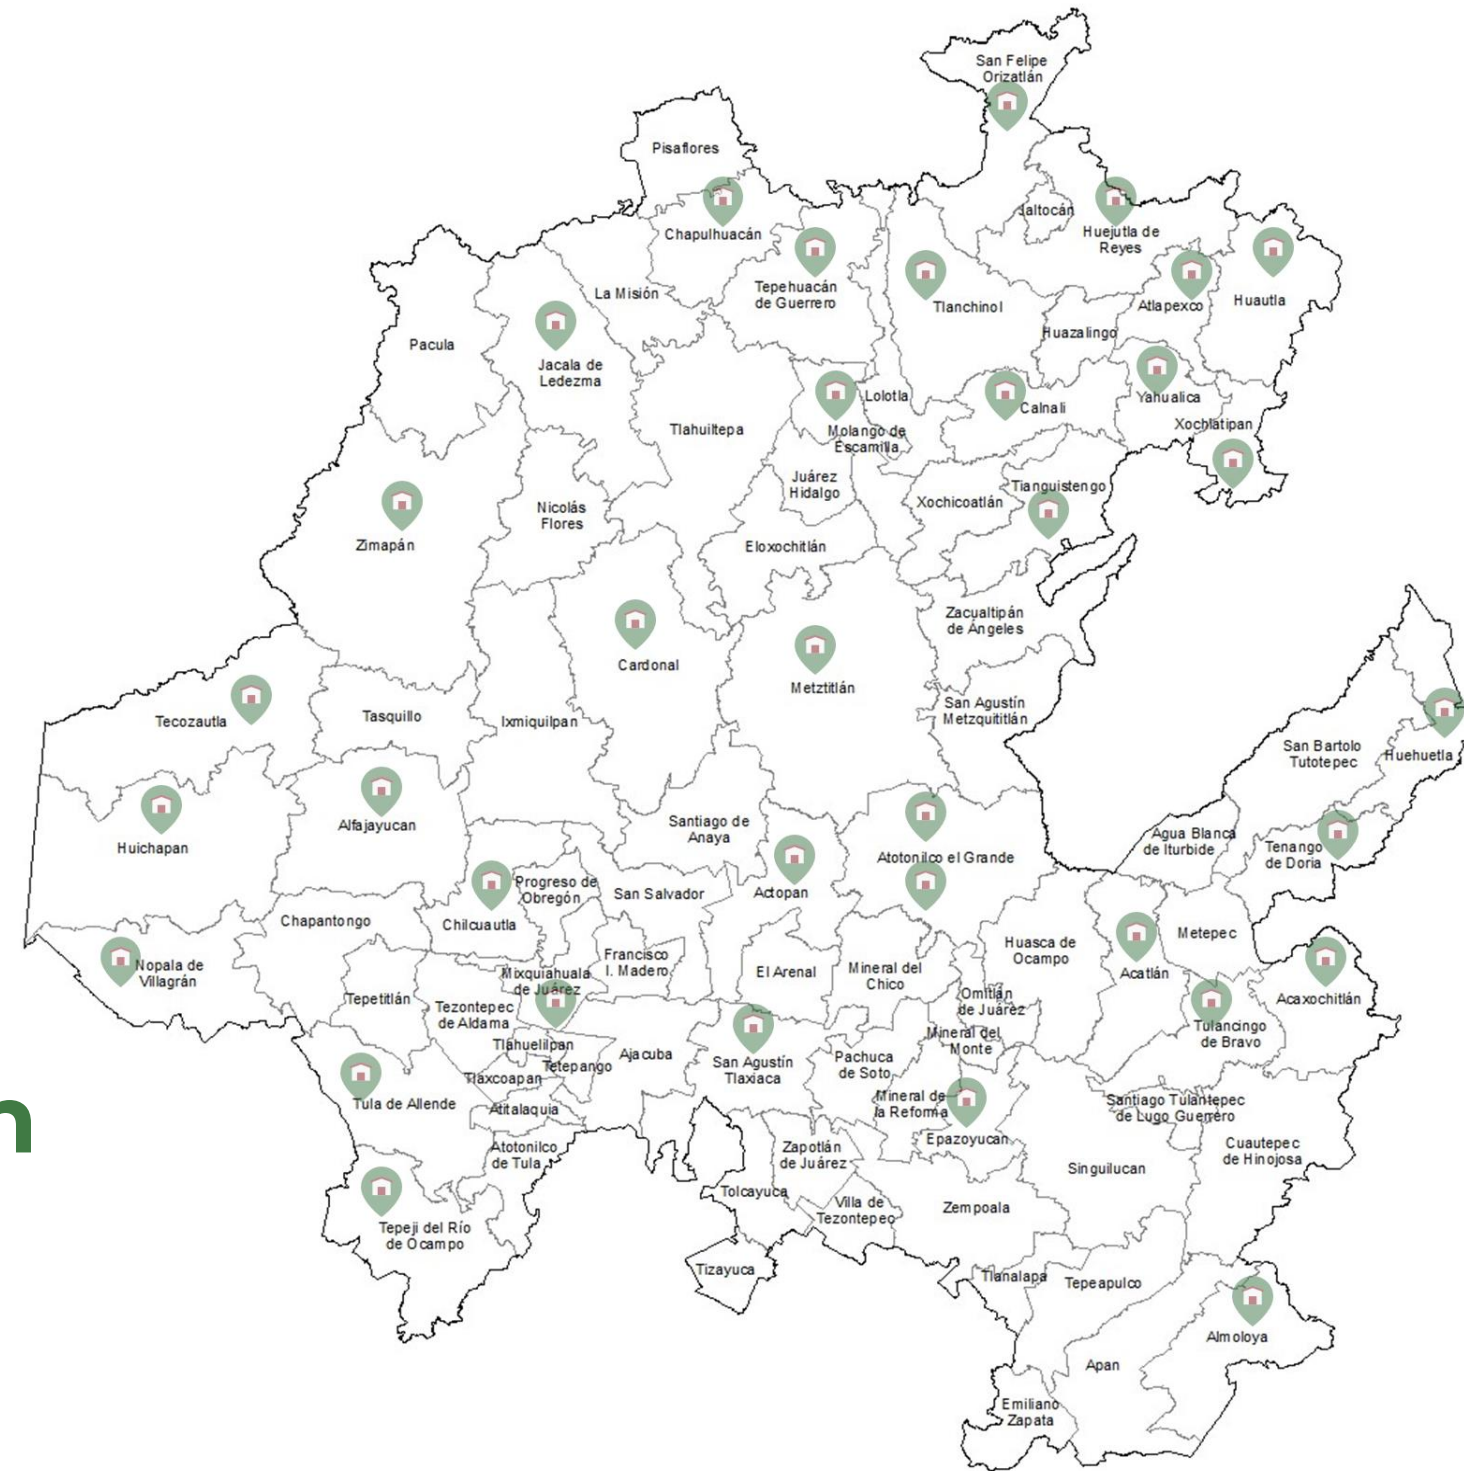 San Felipe
Orizatlán
Pisaflores
Jaltocán
Chapulhuacán
Huejutla de
Reyes
La Misión
Tepehuacán
de Guerrero
Tlanchinol
Atlapexco
Huautla
Pacula
Huazalingo
Jacala de
Ledezma
Lolotla
Calnali
Yahualica
Tlahuiltepa
Molango de
Escamilla
Xochiatipan
Juárez
Hidalgo
Tianguistengo
Xochicoatlán
Nicolás
Flores
Zimapán
Eloxochitlán
Zacualtipán
de Ángeles
Cardonal
Metztitlán
San Agustín
Metzquititlán
Tecozautla
Tasquillo
Ixmiquilpan
San Bartolo
Tutotepec
Huehuetla
Huichapan
Alfajayucan
Santiago de
Anaya
Agua Blanca
de Iturbide
Atotonilco el Grande
Tenango
de Doria
Progreso de
Obregón
San Salvador
Actopan
Chapantongo
Chilcuautla
Metepec
Huasca de
Ocampo
Francisco
I. Madero
Nopala de
Villagrán
El Arenal
Mineral del
Chico
Acatlán
Mixquiahuala
de Juárez
Tepetitlán
Omitlán
de Juárez
Acaxochitlán
Tezontepec
de Aldama
Tulancingo
de Bravo
Mineral del
Monte
Tlahuelilpan
Ajacuba
San Agustín
Tlaxiaca
Pachuca
de Soto
Tetepango
Tlaxcoapan
Tula de Allende
Atitalaquia
Mineral de
la Reforma
Santiago Tulantepec
de Lugo Guerrero
n
Epazoyucan
Atotonilco
de Tula
Zapotlán
de Juárez
Cuautepec
de Hinojosa
Singuilucan
Tolcayuca
Villa de
Tezontepec
Zempoala
Tepeji del Río
de Ocampo
Tizayuca
Tlanalapa
Tepeapulco
Almoloya
Apan
Emiliano
Zapata